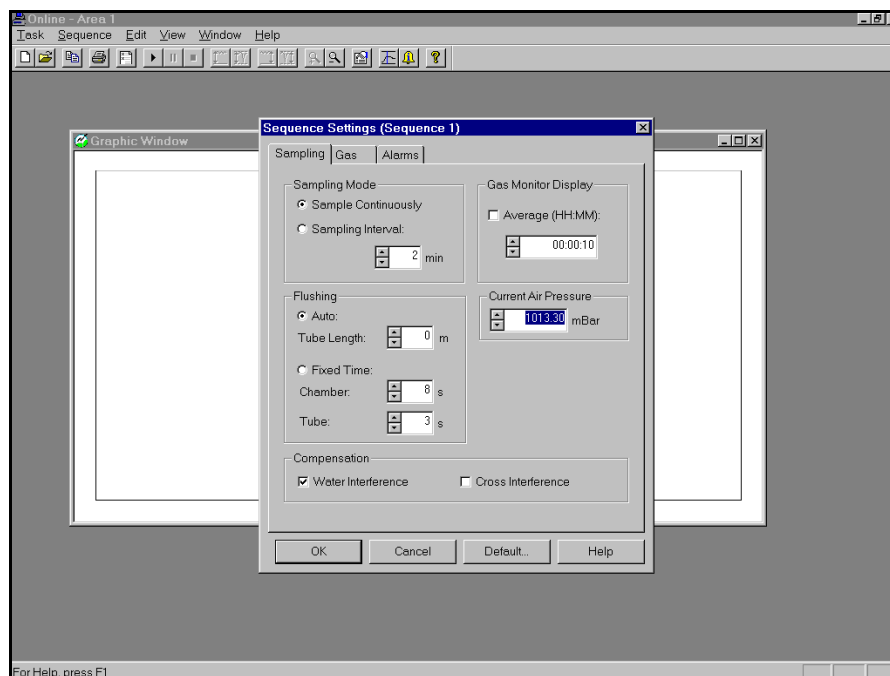 Online - Area 1
Task Sequence Edit View Window Help
Graphic Window
Sequence Settings (Sequence 1)
Sampling Gas Alarms
Sampling Mode
Sample Continuously
Sampling Interval:
2 min
Gas Monitor Display
Average (HH:MM):
00:00:10
Flushing
Auto:
Tube Length: 0 m
Fixed Time:
Chamber: 8 s
Tube: 3 s
Current Air Pressure
1013.30 mBar
Compensation
Water Interference Cross Interference
OK Cancel Default... Help
For Help, press F1